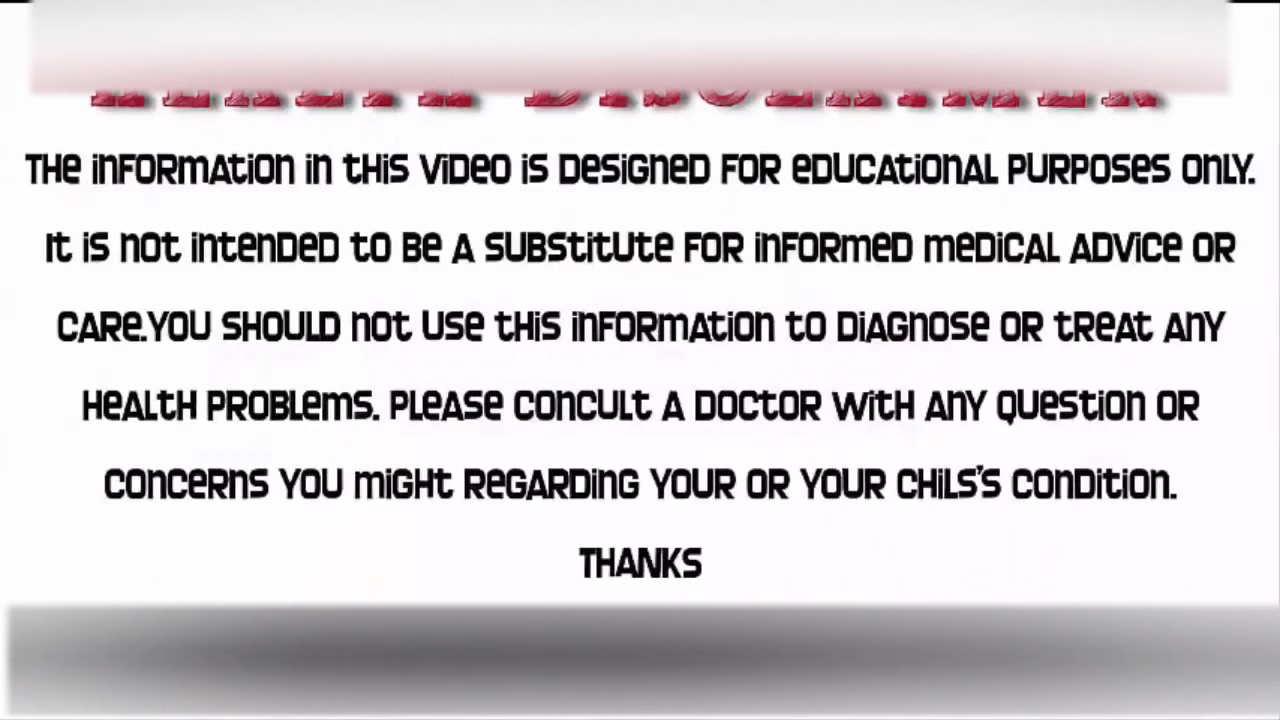 HEALTH DISCLAIMER
THE INFORMATION IN THIS VIDEO IS DESIGNED FOR EDUCATIONAL PURPOSES ONLY.
IT IS NOT INTENDED TO BE A SUBSTITUTE FOR INFORMED MEDICAL ADVICE OR
CARE.YOU SHOULD NOT USE THIS INFORMATION TO DIAGNOSE OR TREAT ANY
HEALTH PROBLEMS. PLEASE CONCULT A DOCTOR WITH ANY QUESTION OR
CONCERNS YOU MIGHT REGARDING YOUR OR YOUR CHILS'S CONDITION.
THANKS